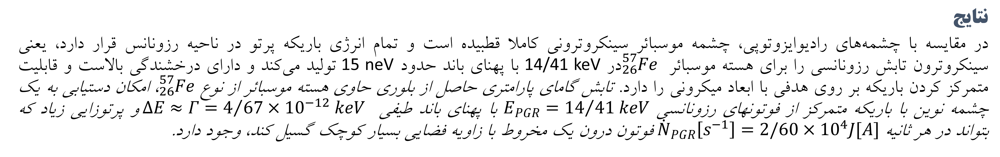 نتایج
در مقایسه با چشمه‌های رادیوایزوتوپی، چشمه موسبائر سینکروترونی کاملا قطبیده است و تمام انرژی باریکه پرتو در ناحیه رزونانس قرار دارد، یعنی
سینکروترون تابش رزونانسی را برای هسته موسبائر $^{57}_{26}Fe$ در 14/41 keV با پهنای باند حدود 15 neV تولید می‌کند و دارای درخشندگی بالاست و قابلیت
متمرکز کردن باریکه بر روی هدفی با ابعاد میکرونی را دارد. تابش گامای پارامتری حاصل از بلوری حاوی هسته موسبائر از نوع $^{57}_{26}Fe$، امکان دستیابی به یک
چشمه نوین با باریکه متمرکز از فوتونهای رزونانسی $E_{PGR} = 14/41\ keV$ با پهنای باند طیفی $\Delta E \approx \Gamma = 4/67 \times 10^{-12}\ keV$ و پرتوزایی زیاد که
بتواند در هر ثانیه $\dot{N}_{PGR}[s^{-1}] = 2/60 \times 10^{4} J[A]$ فوتون درون یک مخروط با زاویه فضایی بسیار کوچک گسیل کند، وجود دارد.